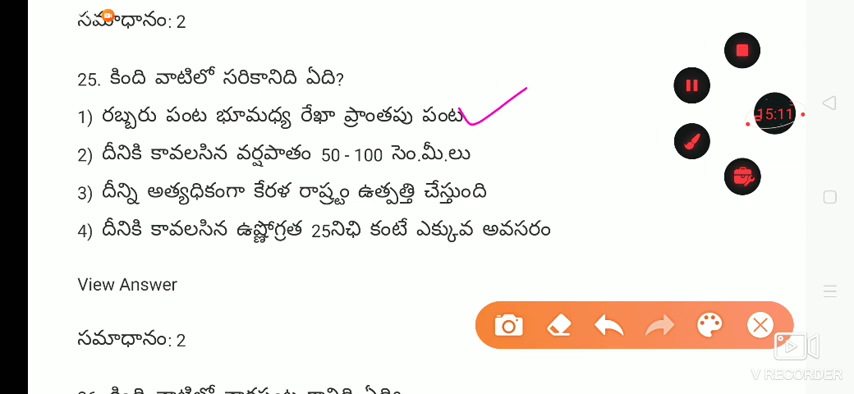 సమాధానం: 2
25. కింది వాటిలో సరికానిది ఏది?
1) రబ్బరు పంట భూమధ్య రేఖా ప్రాంతపు పంట
2) దీనికి కావలసిన వర్షపాతం 50 - 100 సెం.మీ.లు
3) దీన్ని అత్యధికంగా కేరళ రాష్ట్రం ఉత్పత్తి చేస్తుంది
4) దీనికి కావలసిన ఉష్ణోగ్రత 25నిఛి కంటే ఎక్కువ అవసరం
View Answer
సమాధానం: 2
15:11
V RECORDER